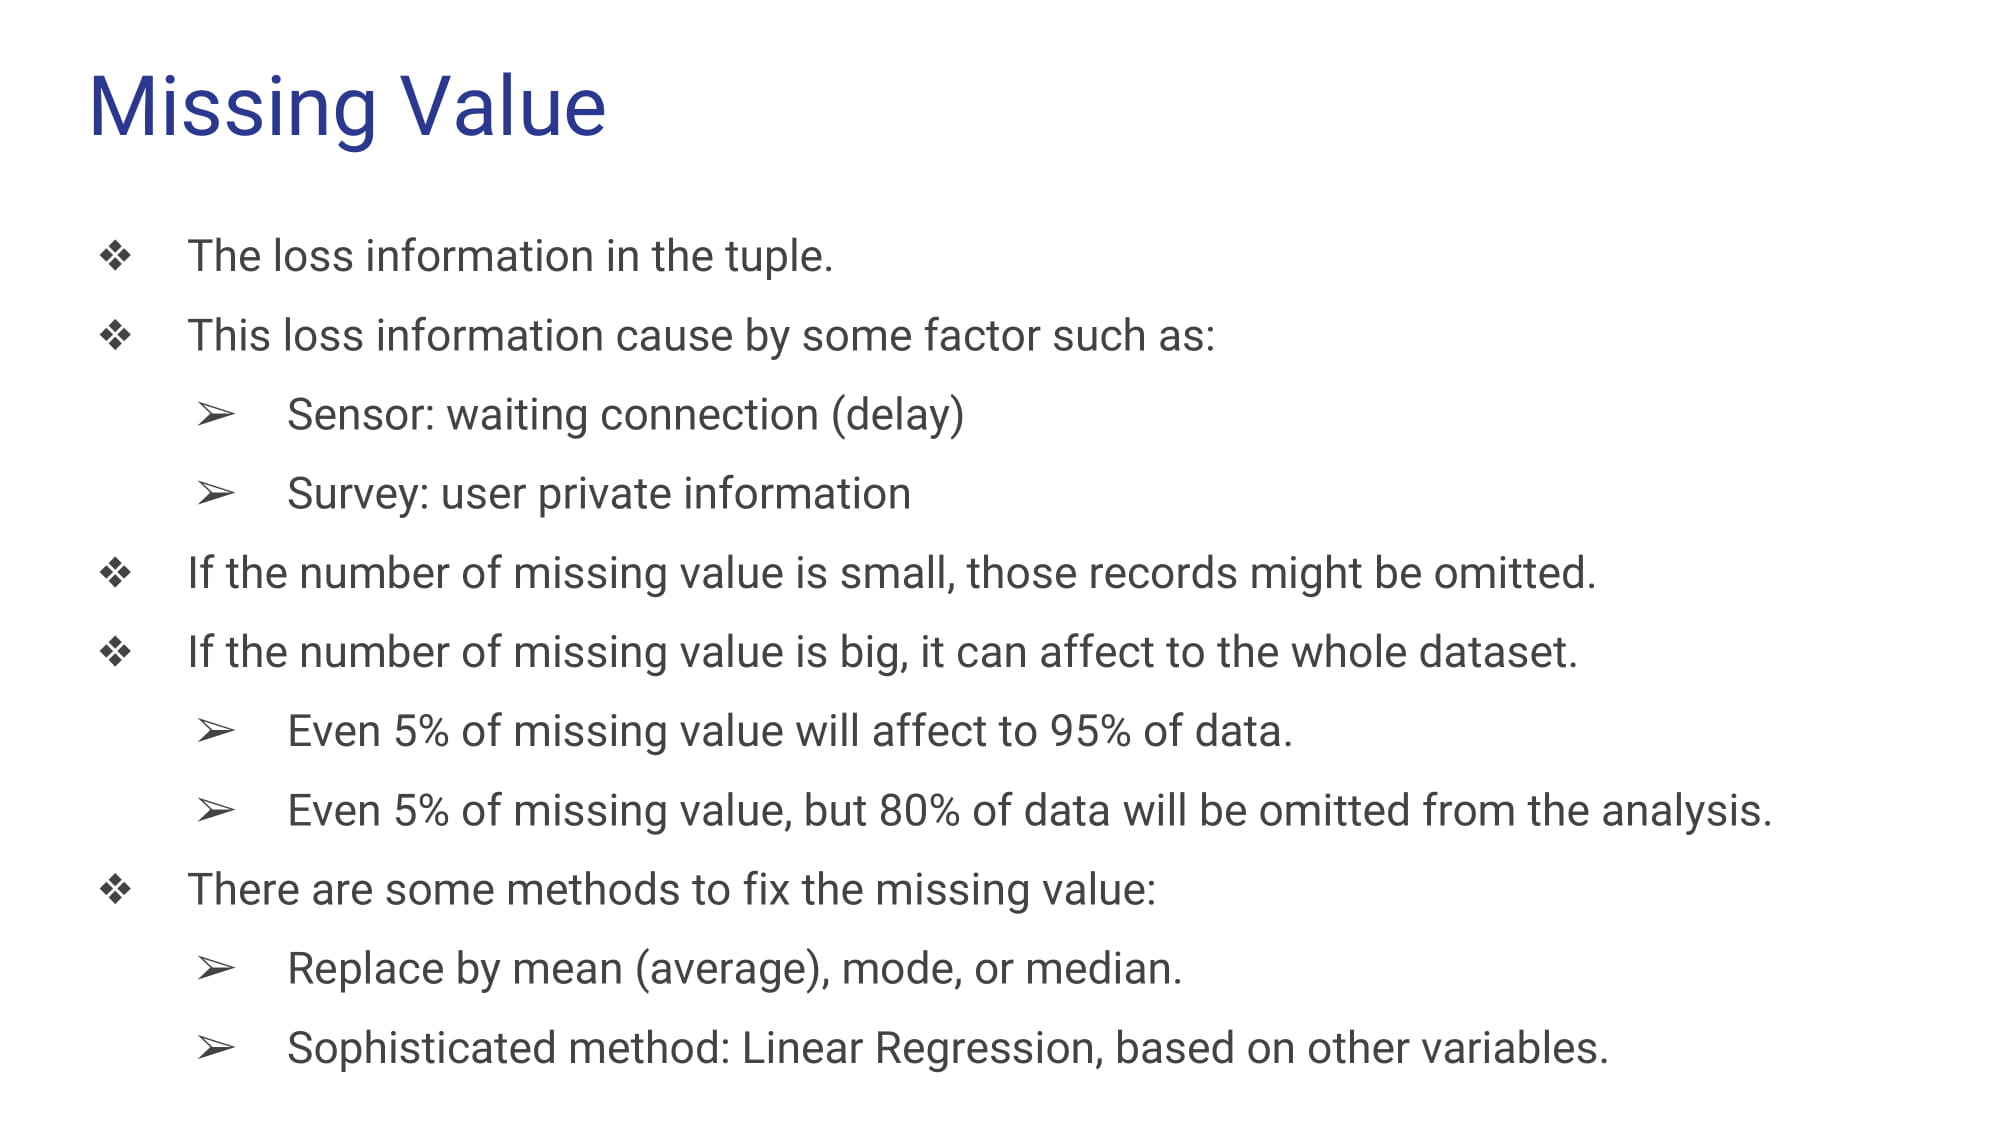 Missing Value
❖ The loss information in the tuple.
❖ This loss information cause by some factor such as:
➢ Sensor: waiting connection (delay)
➢ Survey: user private information
❖ If the number of missing value is small, those records might be omitted.
❖ If the number of missing value is big, it can affect to the whole dataset.
➢ Even 5% of missing value will affect to 95% of data.
➢ Even 5% of missing value, but 80% of data will be omitted from the analysis.
❖ There are some methods to fix the missing value:
➢ Replace by mean (average), mode, or median.
➢ Sophisticated method: Linear Regression, based on other variables.